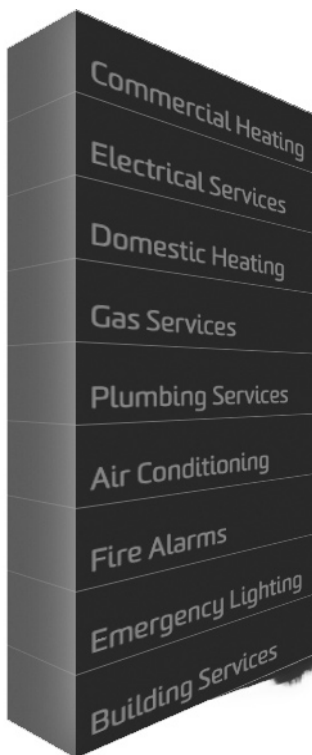 Commercial Heating
Electrical Services
Domestic Heating
Gas Services
Plumbing Services
Air Conditioning
Fire Alarms
Emergency Lighting
Building Services